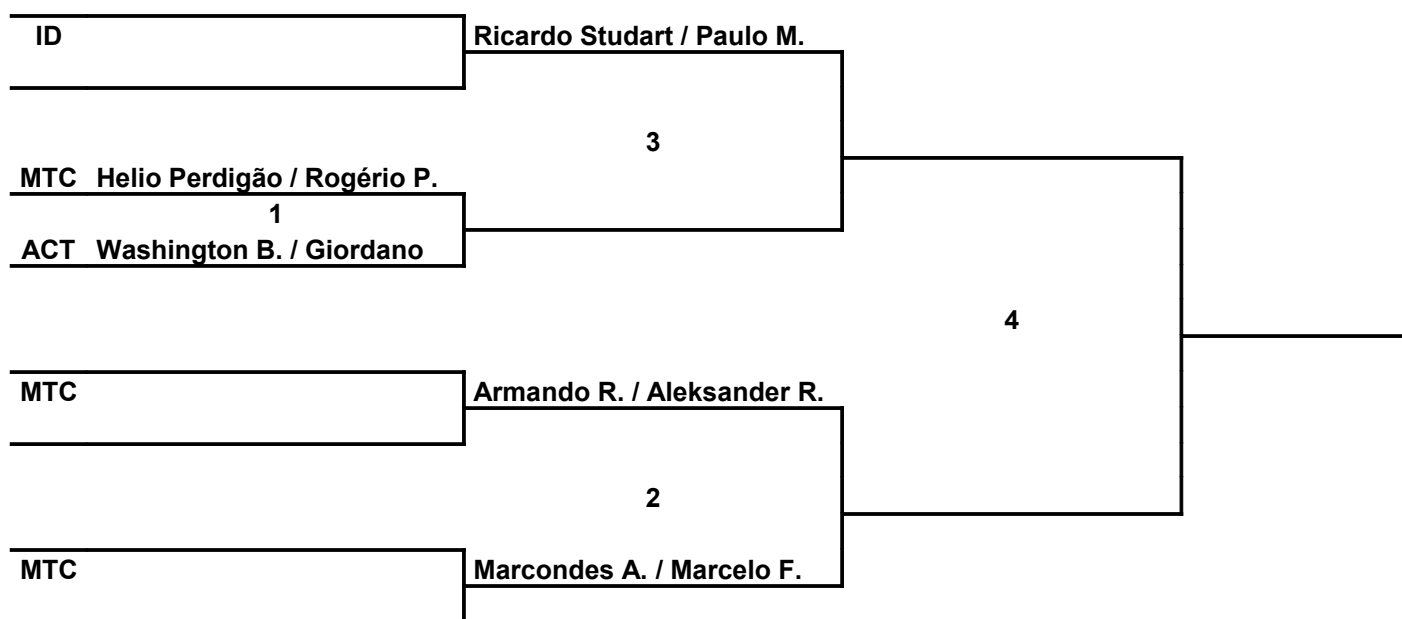 ID Ricardo Studart / Paulo M.
3
MTC Helio Perdigão / Rogério P.
1
ACT Washington B. / Giordano
4
MTC Armando R. / Aleksander R.
2
MTC Marcondes A. / Marcelo F.